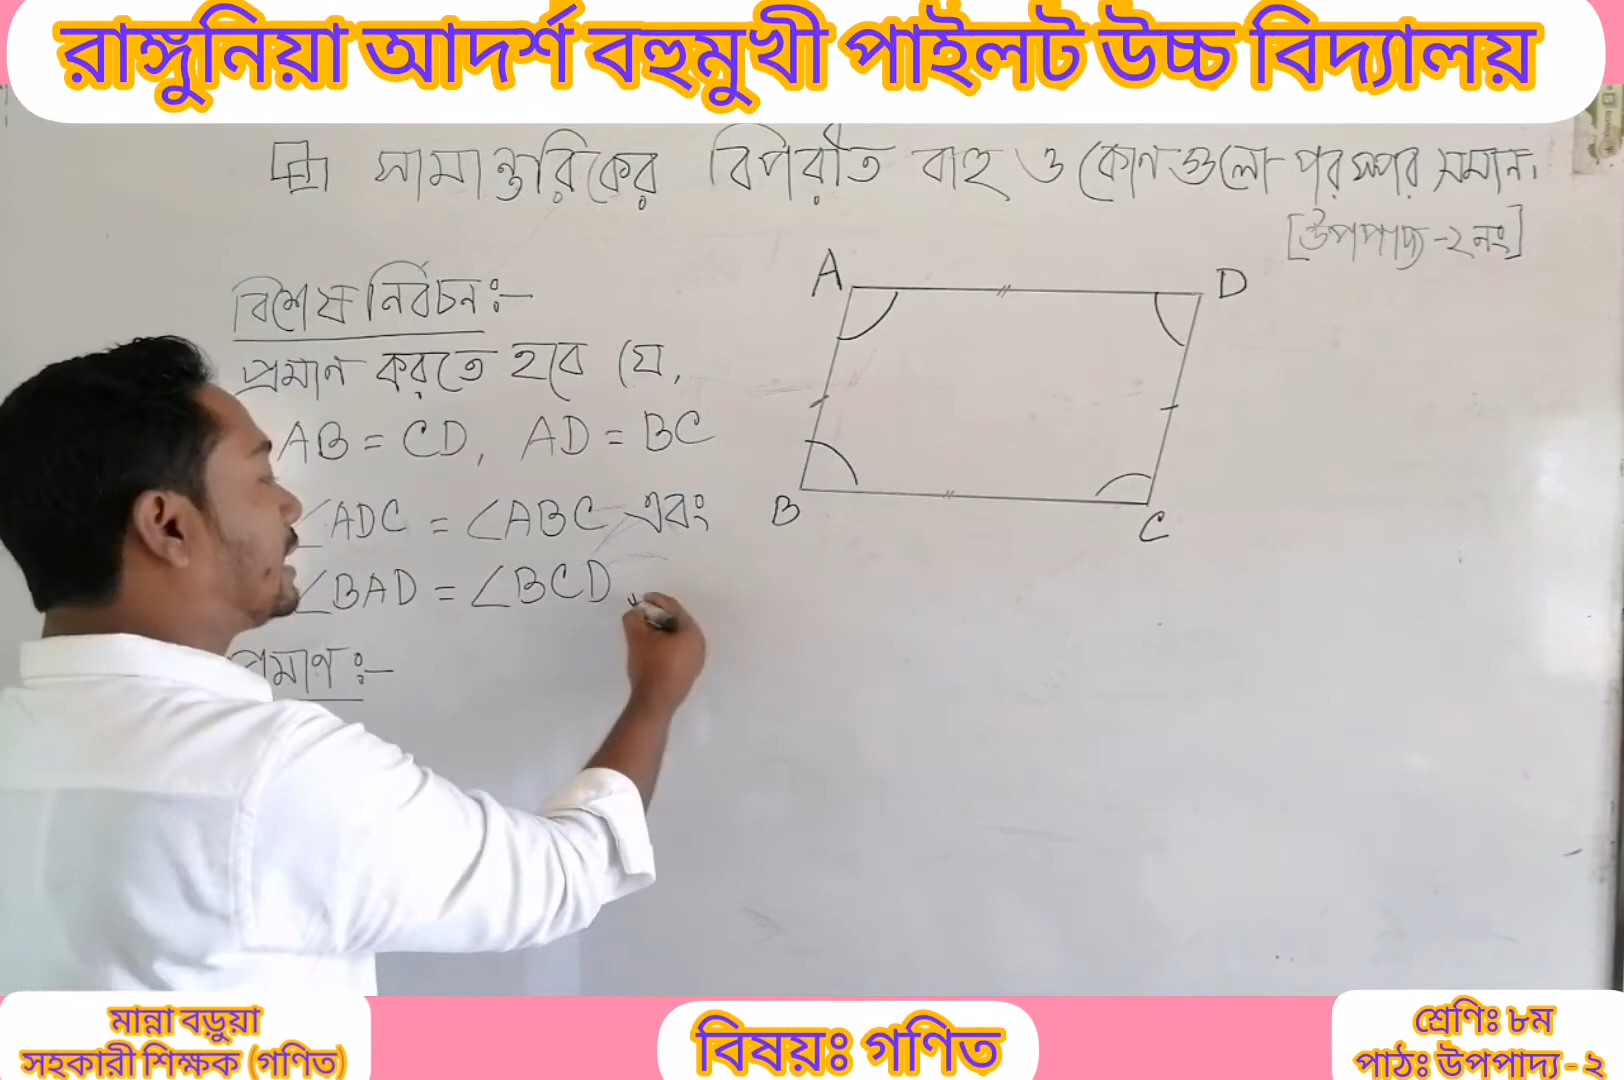 রাঙ্গুনিয়া আদর্শ বহুমুখী পাইলট উচ্চ বিদ্যালয়
সামান্তরিকের বিপরীত বাহু ও কোণগুলো পরস্পর সমান।
[উপপাদ্য-২নং]
বিশেষ নির্বচনঃ-
প্রমান করতে হবে যে,
AB = CD, AD = BC
∠ADC = ∠ABC এবং
∠BAD = ∠BCD
প্রমাণঃ-
A
D
B
C
মান্না বড়ুয়া
সহকারী শিক্ষক (গণিত)
বিষয়ঃ গণিত
শ্রেণিঃ ৮ম
পাঠঃ উপপাদ্য - ২